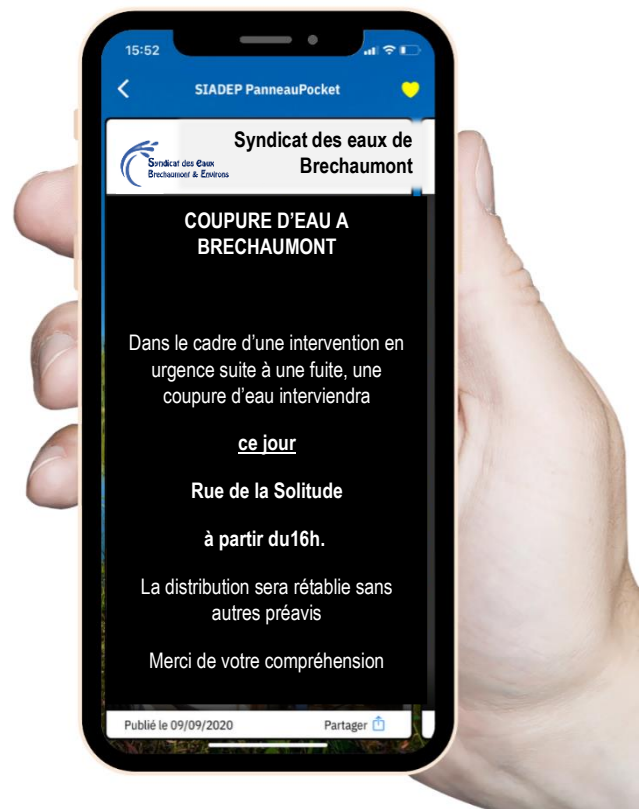 15:52
SIADEP PanneauPocket
Syndicat des eaux
Brechaumont & Environs
Syndicat des eaux de
Brechaumont
COUPURE D’EAU A
BRECHAUMONT
Dans le cadre d’une intervention en
urgence suite à une fuite, une
coupure d’eau interviendra
ce jour
Rue de la Solitude
à partir du16h.
La distribution sera rétablie sans
autres préavis
Merci de votre compréhension
Publié le 09/09/2020
Partager